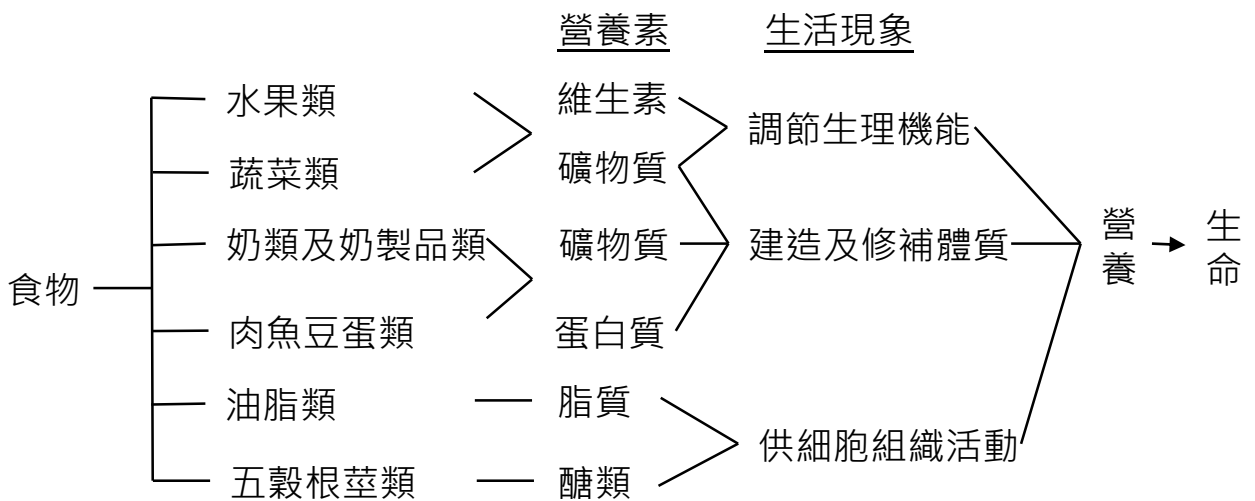 營養素
生活現象
水果類
維生素
調節生理機能
蔬菜類
礦物質
奶類及奶製品類
礦物質
建造及修補體質
營養
生命
食物
肉魚豆蛋類
蛋白質
油脂類
脂質
供細胞組織活動
五穀根莖類
醣類